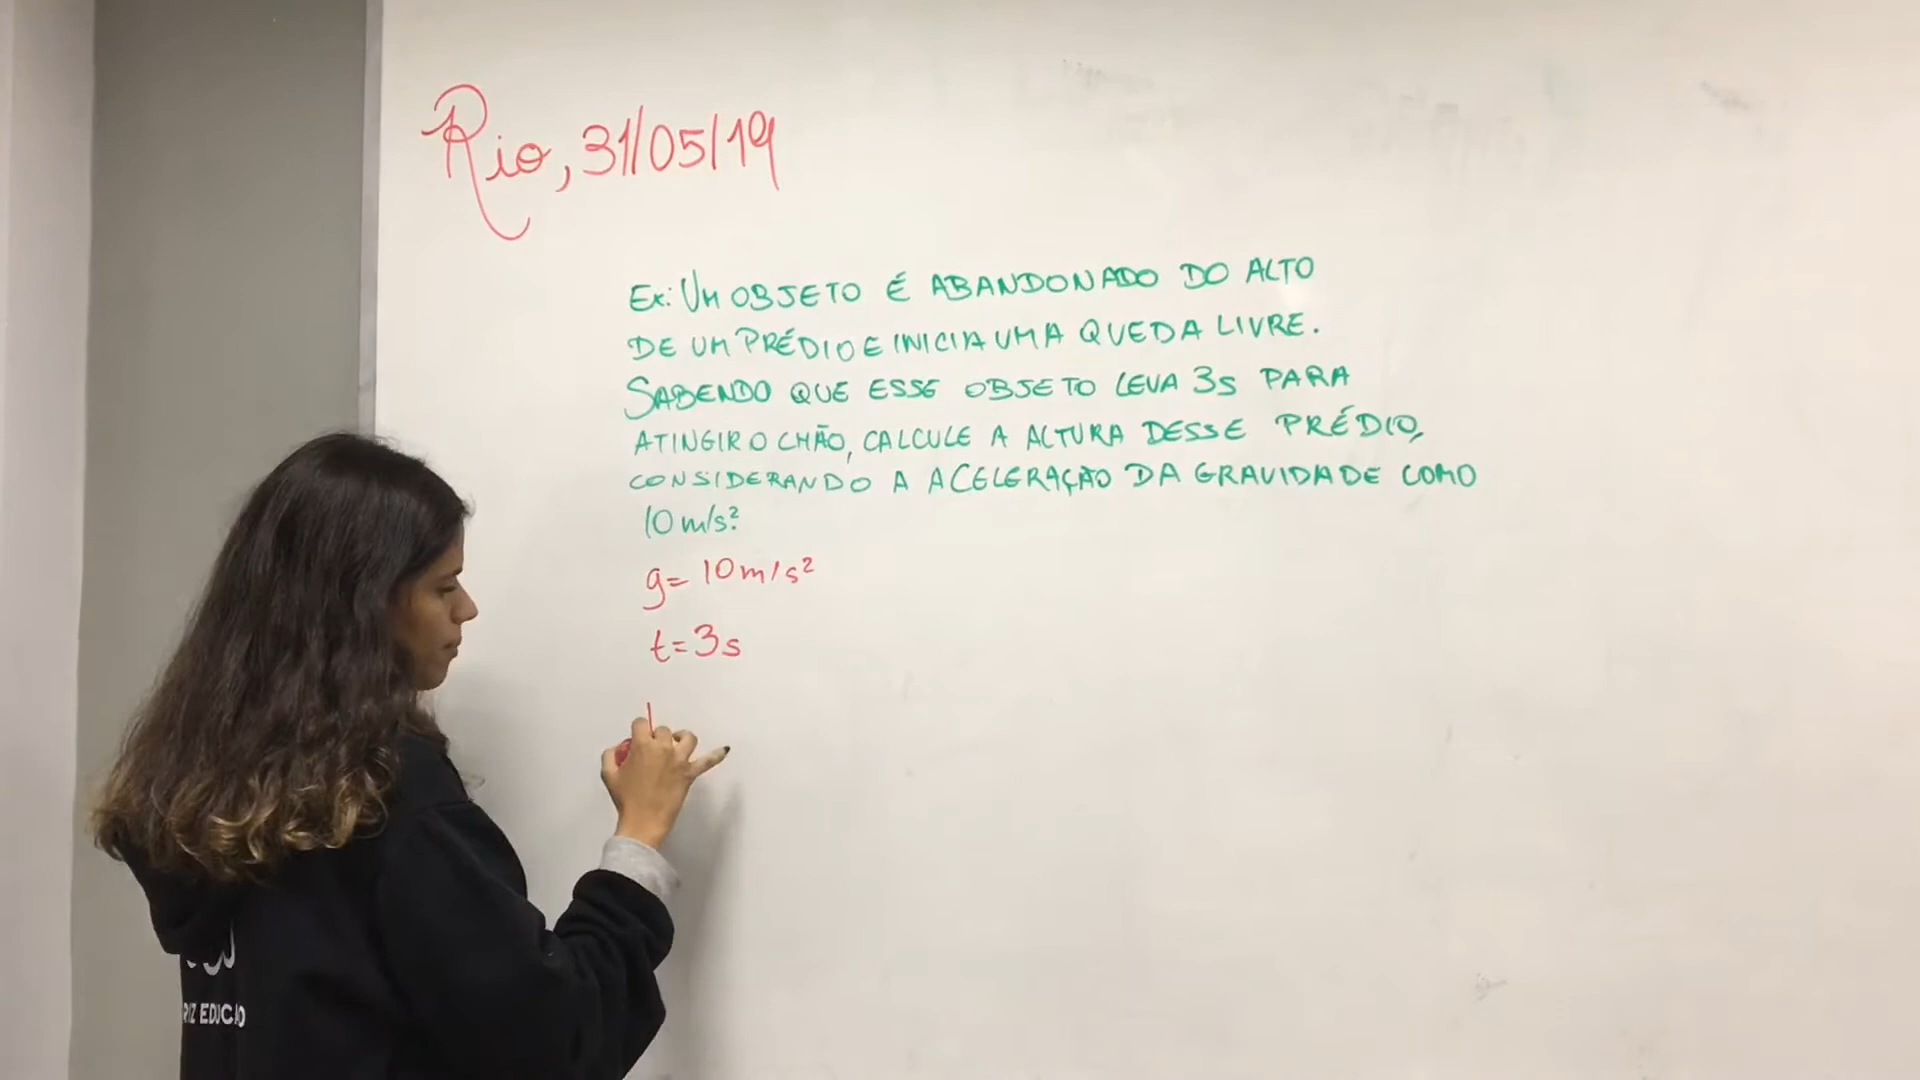 Rio, 31/05/19
Ex: UM OBJETO É ABANDONADO DO ALTO
DE UM PRÉDIO E INICIA UMA QUEDA LIVRE.
SABENDO QUE ESSE OBJETO LEVA 3s PARA
ATINGIR O CHÃO, CALCULE A ALTURA DESSE PRÉDIO,
CONSIDERANDO A ACELERAÇÃO DA GRAVIDADE COMO
10 m/s².
g = 10 m/s²
t = 3s
RIZ EDUCAÇÃO